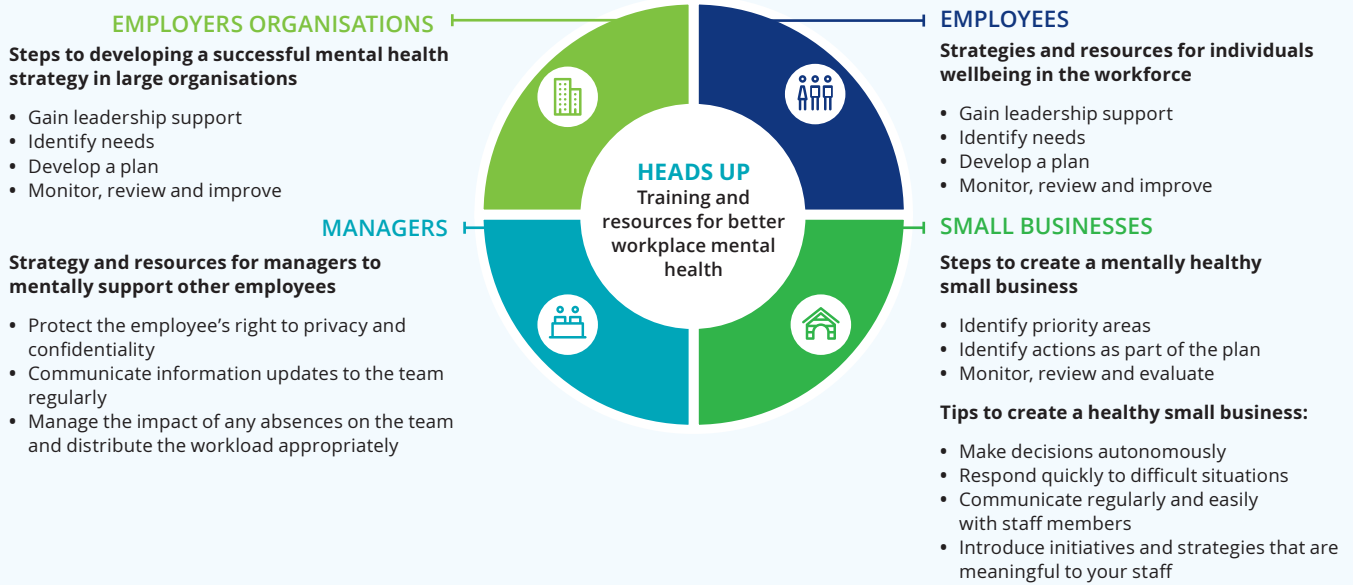 EMPLOYERS ORGANISATIONS
Steps to developing a successful mental health
strategy in large organisations
• Gain leadership support
• Identify needs
• Develop a plan
• Monitor, review and improve
MANAGERS
Strategy and resources for managers to
mentally support other employees
• Protect the employee's right to privacy and
confidentiality
• Communicate information updates to the team
regularly
• Manage the impact of any absences on the team
and distribute the workload appropriately
HEADS UP
Training and
resources for better
workplace mental
health
EMPLOYEES
Strategies and resources for individuals
wellbeing in the workforce
• Gain leadership support
• Identify needs
• Develop a plan
• Monitor, review and improve
SMALL BUSINESSES
Steps to create a mentally healthy
small business
• Identify priority areas
• Identify actions as part of the plan
• Monitor, review and evaluate
Tips to create a healthy small business:
• Make decisions autonomously
• Respond quickly to difficult situations
• Communicate regularly and easily
with staff members
• Introduce initiatives and strategies that are
meaningful to your staff